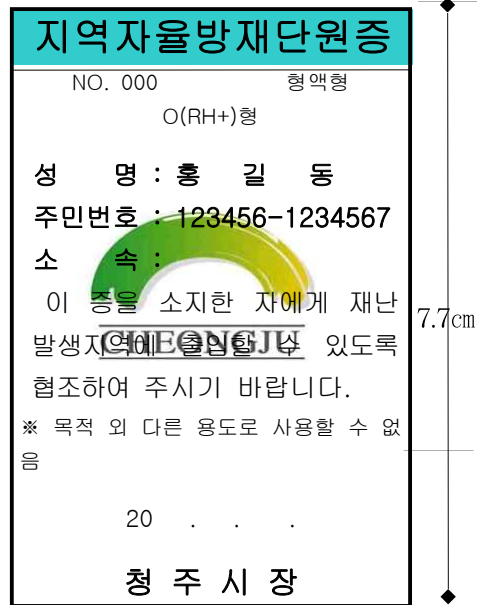 지역자율방재단원증
NO. 000 형액형
O(RH+)형
성 명 : 홍 길 동
주민번호 : 123456-1234567
소 속 :
이 증을 소지한 자에게 재난
발생지역에 출입할 수 있도록
CHEONGJU
협조하여 주시기 바랍니다.
※ 목적 외 다른 용도로 사용할 수 없
음
20 . . .
청 주 시 장
7.7cm